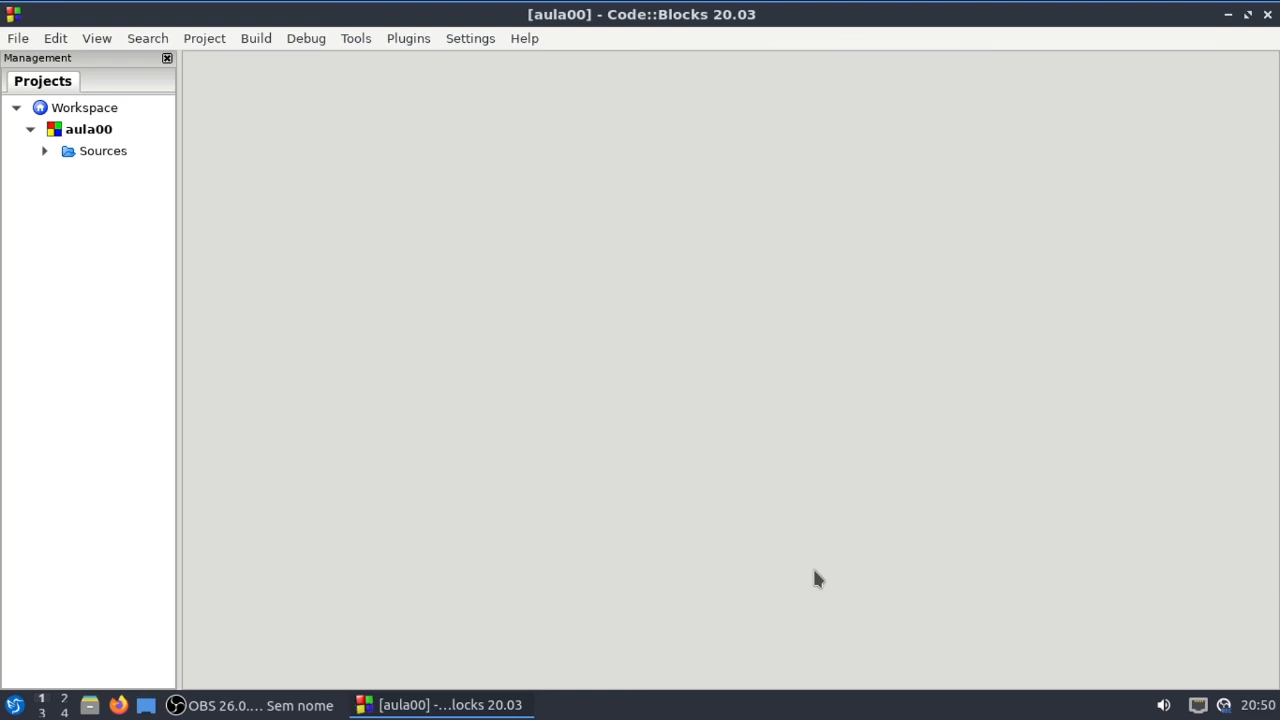 [aula00] - Code::Blocks 20.03
File Edit View Search Project Build Debug Tools Plugins Settings Help
Management
Projects
Workspace
aula00
Sources
1 2
3 4
OBS 26.0.... Sem nome
[aula00] -...locks 20.03
20:50